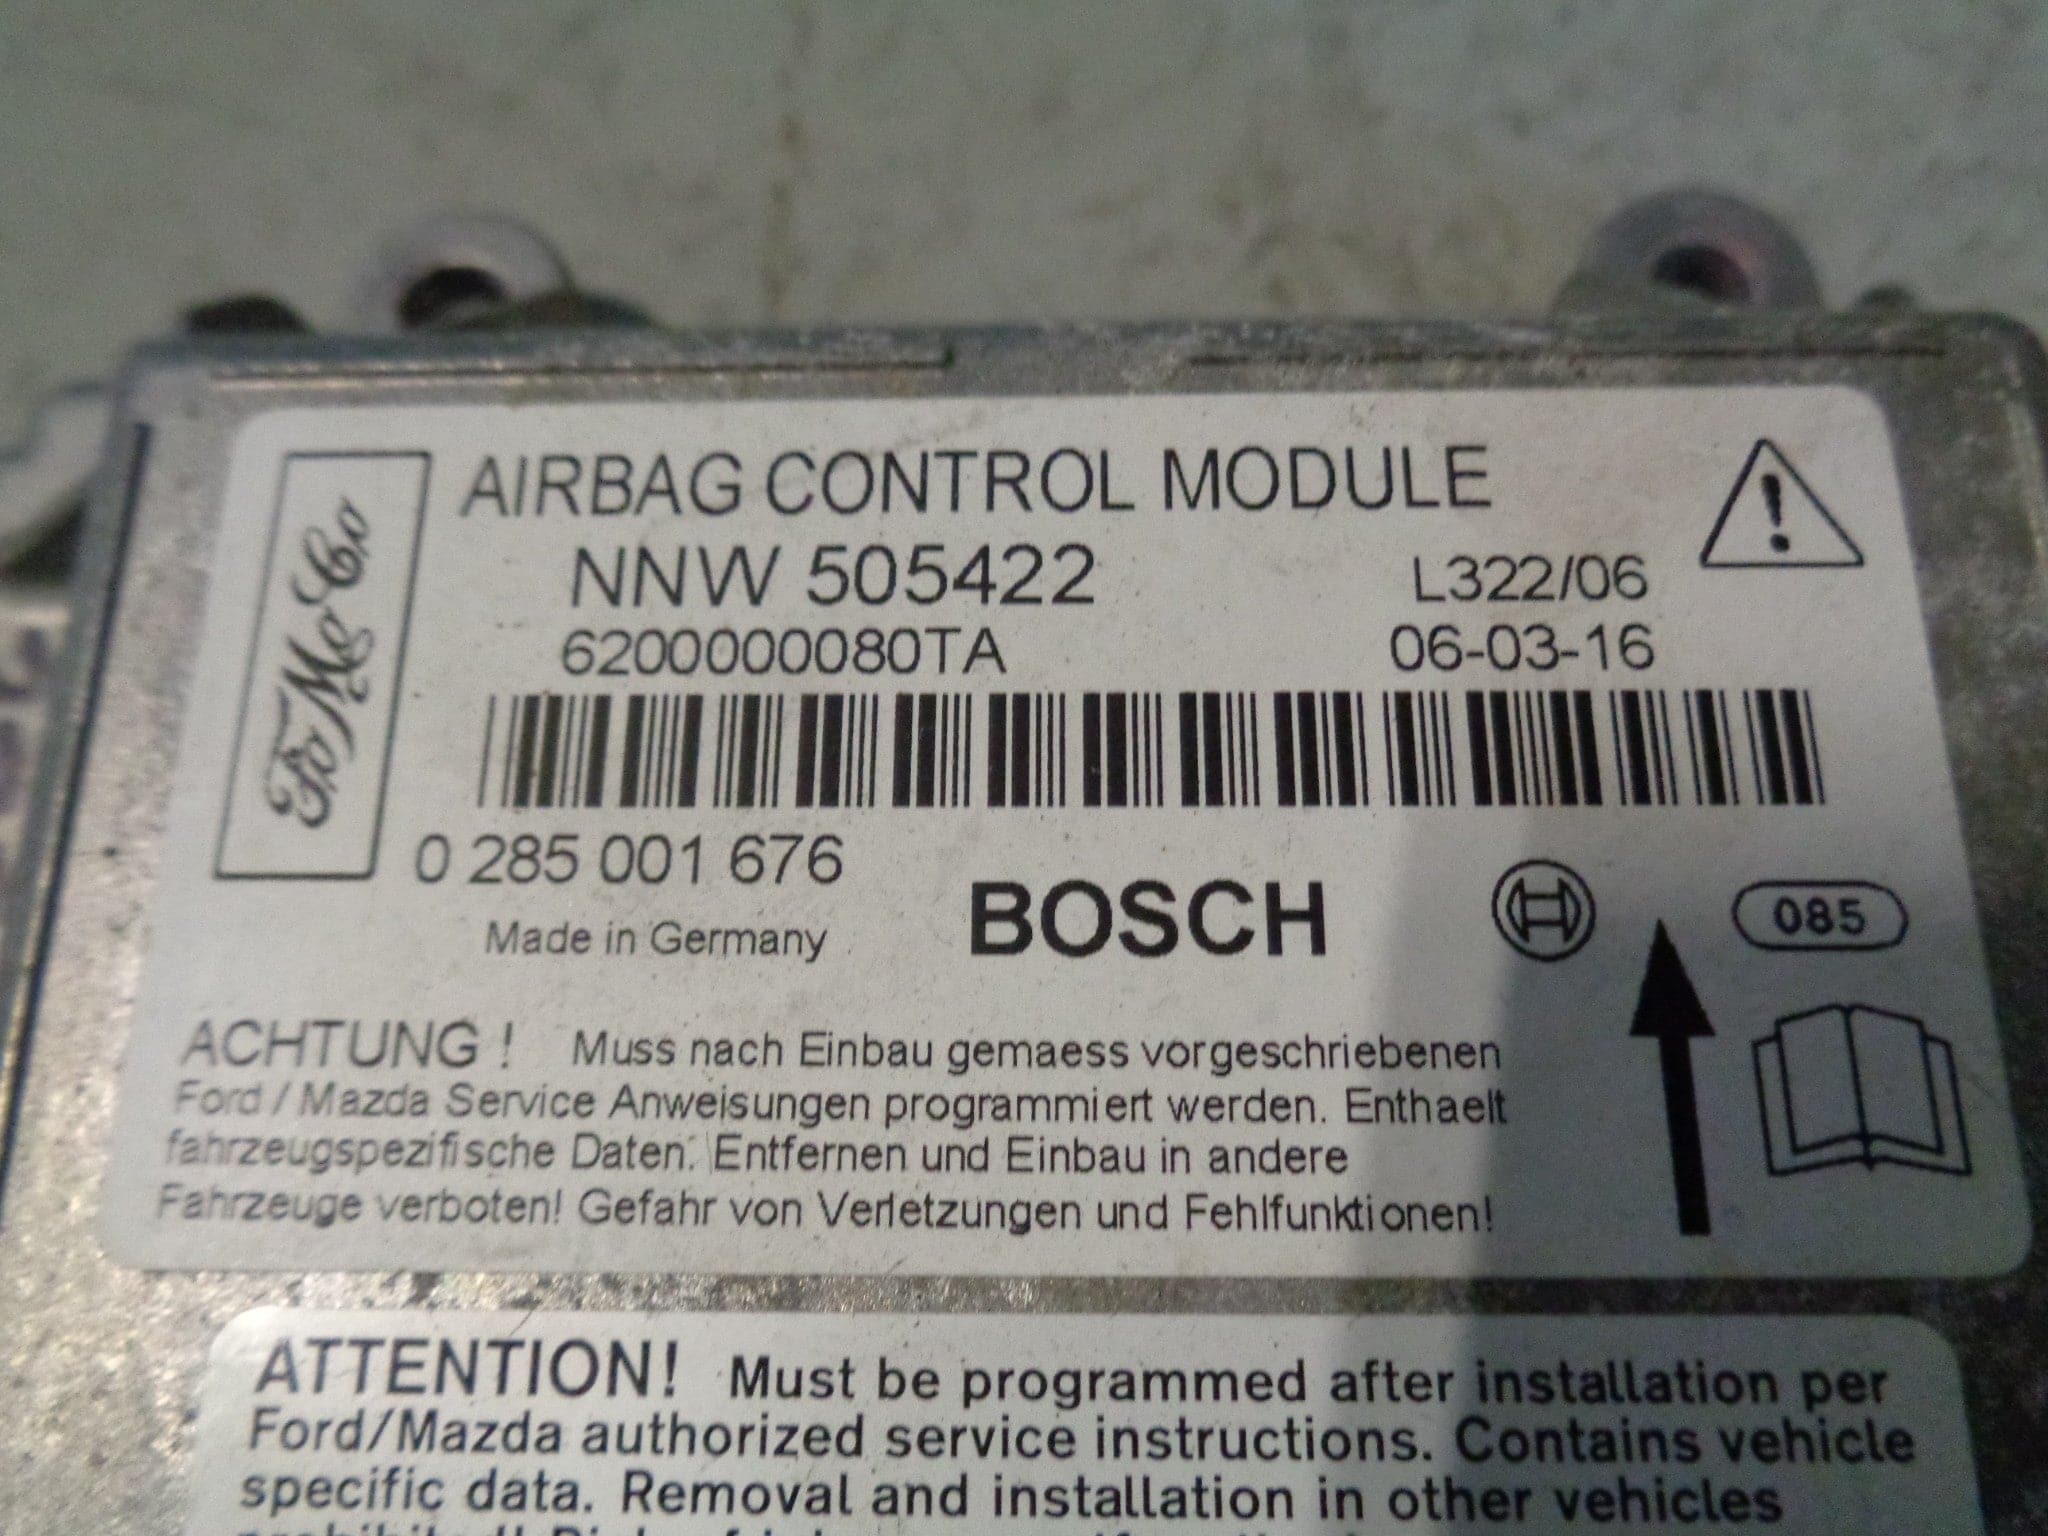 AIRBAG CONTROL MODULE
FoMoCo
NNW 505422
L322/06
6200000080TA
06-03-16
0 285 001 676
BOSCH
085
Made in Germany
ACHTUNG ! Muss nach Einbau gemaess vorgeschriebenen
Ford / Mazda Service Anweisungen programmiert werden. Enthaelt
fahrzeugspezifische Daten. Entfernen und Einbau in andere
Fahrzeuge verboten! Gefahr von Verletzungen und Fehlfunktionen!
ATTENTION! Must be programmed after installation per
Ford/Mazda authorized service instructions. Contains vehicle
specific data. Removal and installation in other vehicles